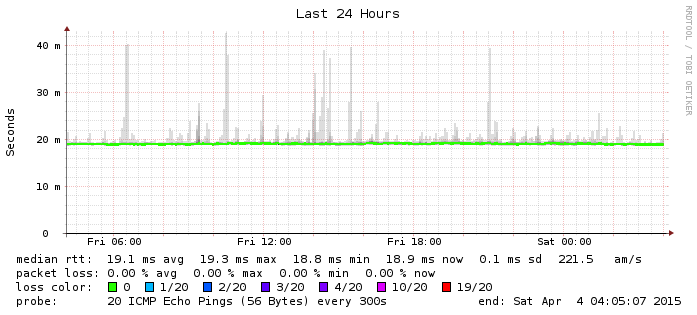 Last 24 Hours
RRDTOOL / TOBI OETIKER
Seconds
40 m
30 m
20 m
10 m
0
Fri 06:00 Fri 12:00 Fri 18:00 Sat 00:00
median rtt: 19.1 ms avg 19.3 ms max 18.8 ms min 18.9 ms now 0.1 ms sd 221.5 am/s
packet loss: 0.00 % avg 0.00 % max 0.00 % min 0.00 % now
loss color: 0 1/20 2/20 3/20 4/20 10/20 19/20
probe: 20 ICMP Echo Pings (56 Bytes) every 300s end: Sat Apr 4 04:05:07 2015